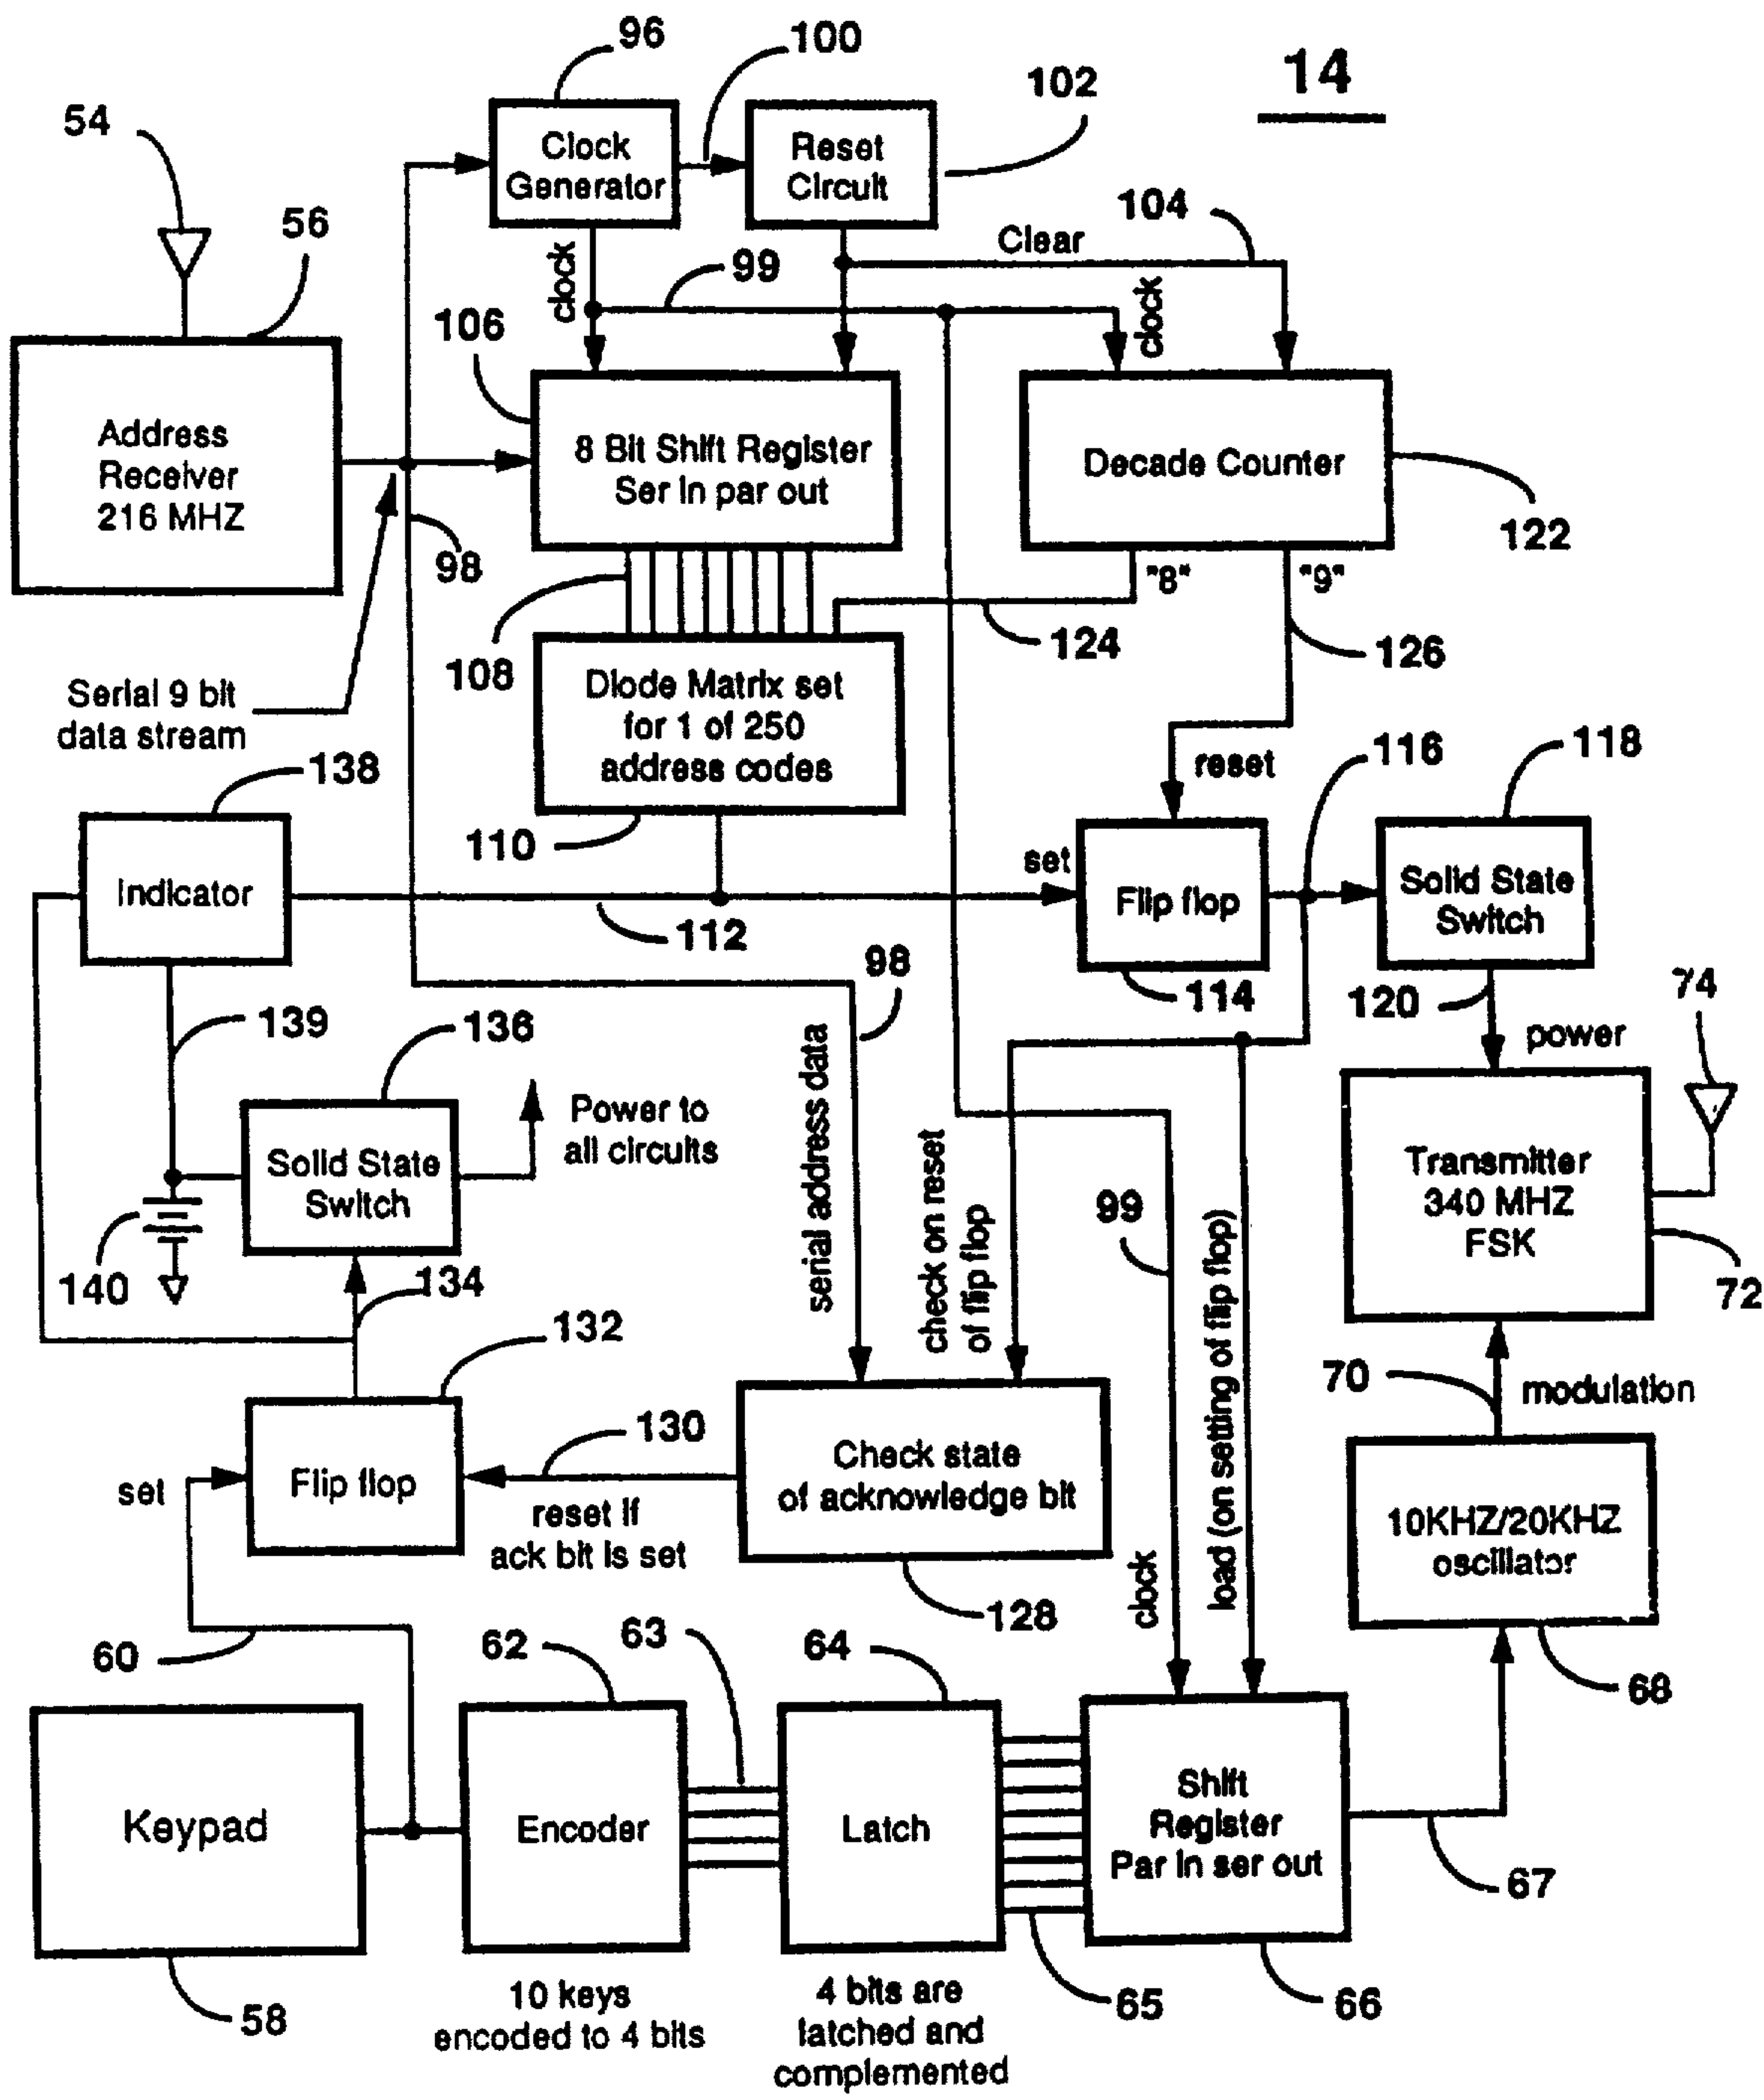 96
100
14
102
54
Clock
Generator
Reset
Circuit
104
56
Clear
clock
99
clock
106
Address
Receiver
216 MHZ
8 Bit Shift Register
Ser in par out
Decade Counter
122
98
"8"
"9"
108
124
126
Serial 9 bit
data stream
Diode Matrix set
for 1 of 250
address codes
reset
116
118
138
110
set
Indicator
Flip flop
Solid State
Switch
112
98
114
120
74
139
136
power
serial address data
Power to
all circuits
check on reset
of flip flop
Solid State
Switch
Transmitter
340 MHZ
FSK
99
load (on setting of flip flop)
140
134
72
132
70
modulation
130
set
Flip flop
Check state
of acknowledge bit
10KHZ/20KHZ
oscillator
reset if
ack bit is set
clock
128
60
62
63
64
68
Keypad
Encoder
Latch
Shift
Register
Par in ser out
67
58
10 keys
encoded to 4 bits
4 bits are
latched and
complemented
65
66